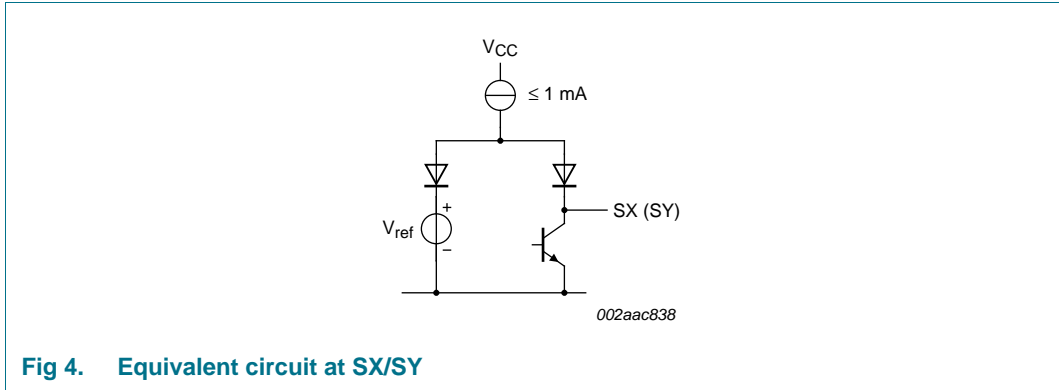 VCC
≤ 1 mA
SX (SY)
+
Vref
−
002aac838
Fig 4. Equivalent circuit at SX/SY